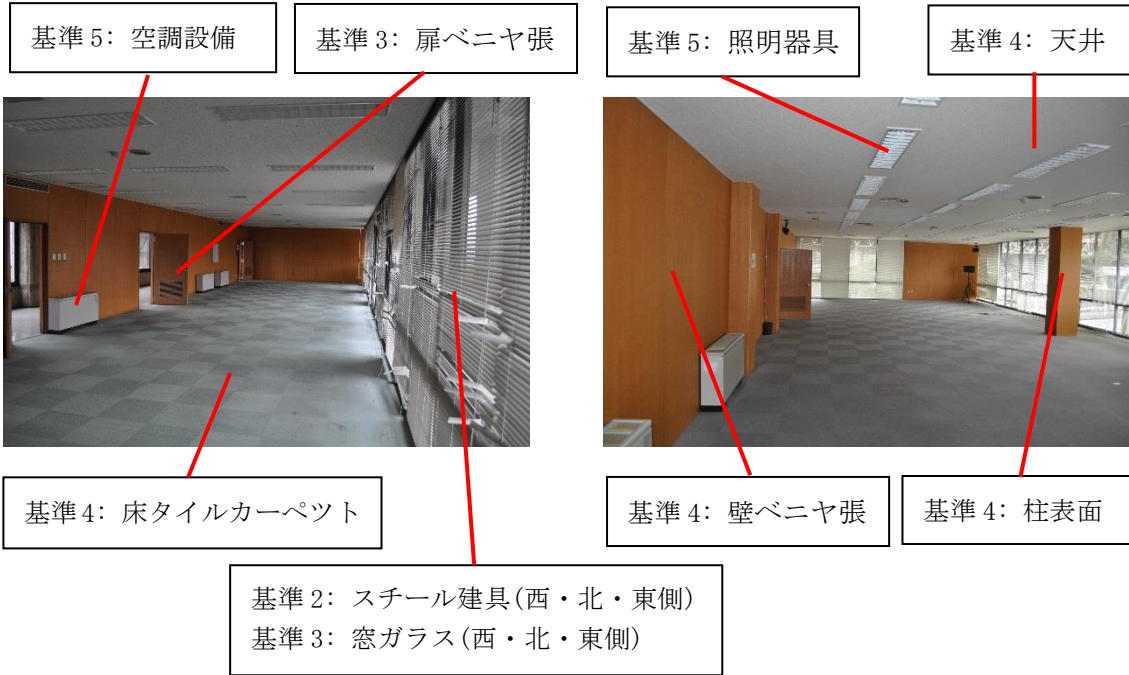 基準5: 空調設備
基準3: 扉ベニヤ張
基準5: 照明器具
基準4: 天井
基準4: 床タイルカーペツト
基準4: 壁ベニヤ張
基準4: 柱表面
基準2: スチール建具(西・北・東側)
基準3: 窓ガラス(西・北・東側)